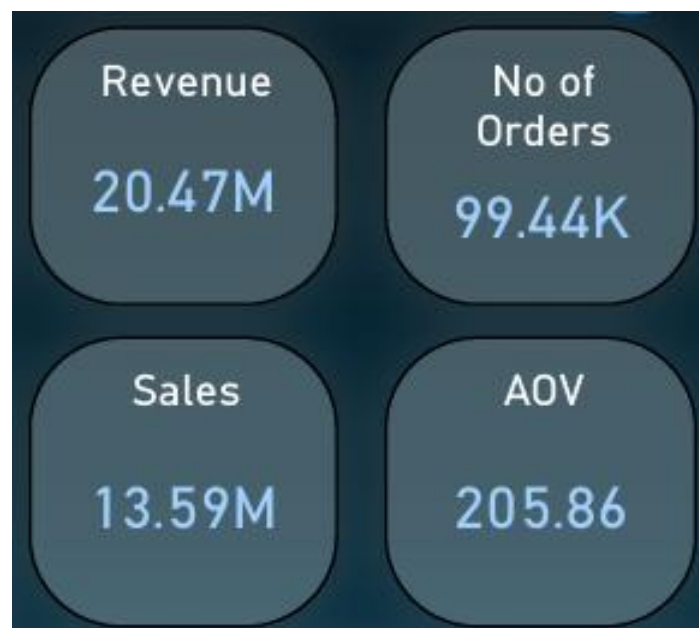 Revenue
20.47M
No of
Orders
99.44K
Sales
13.59M
AOV
205.86